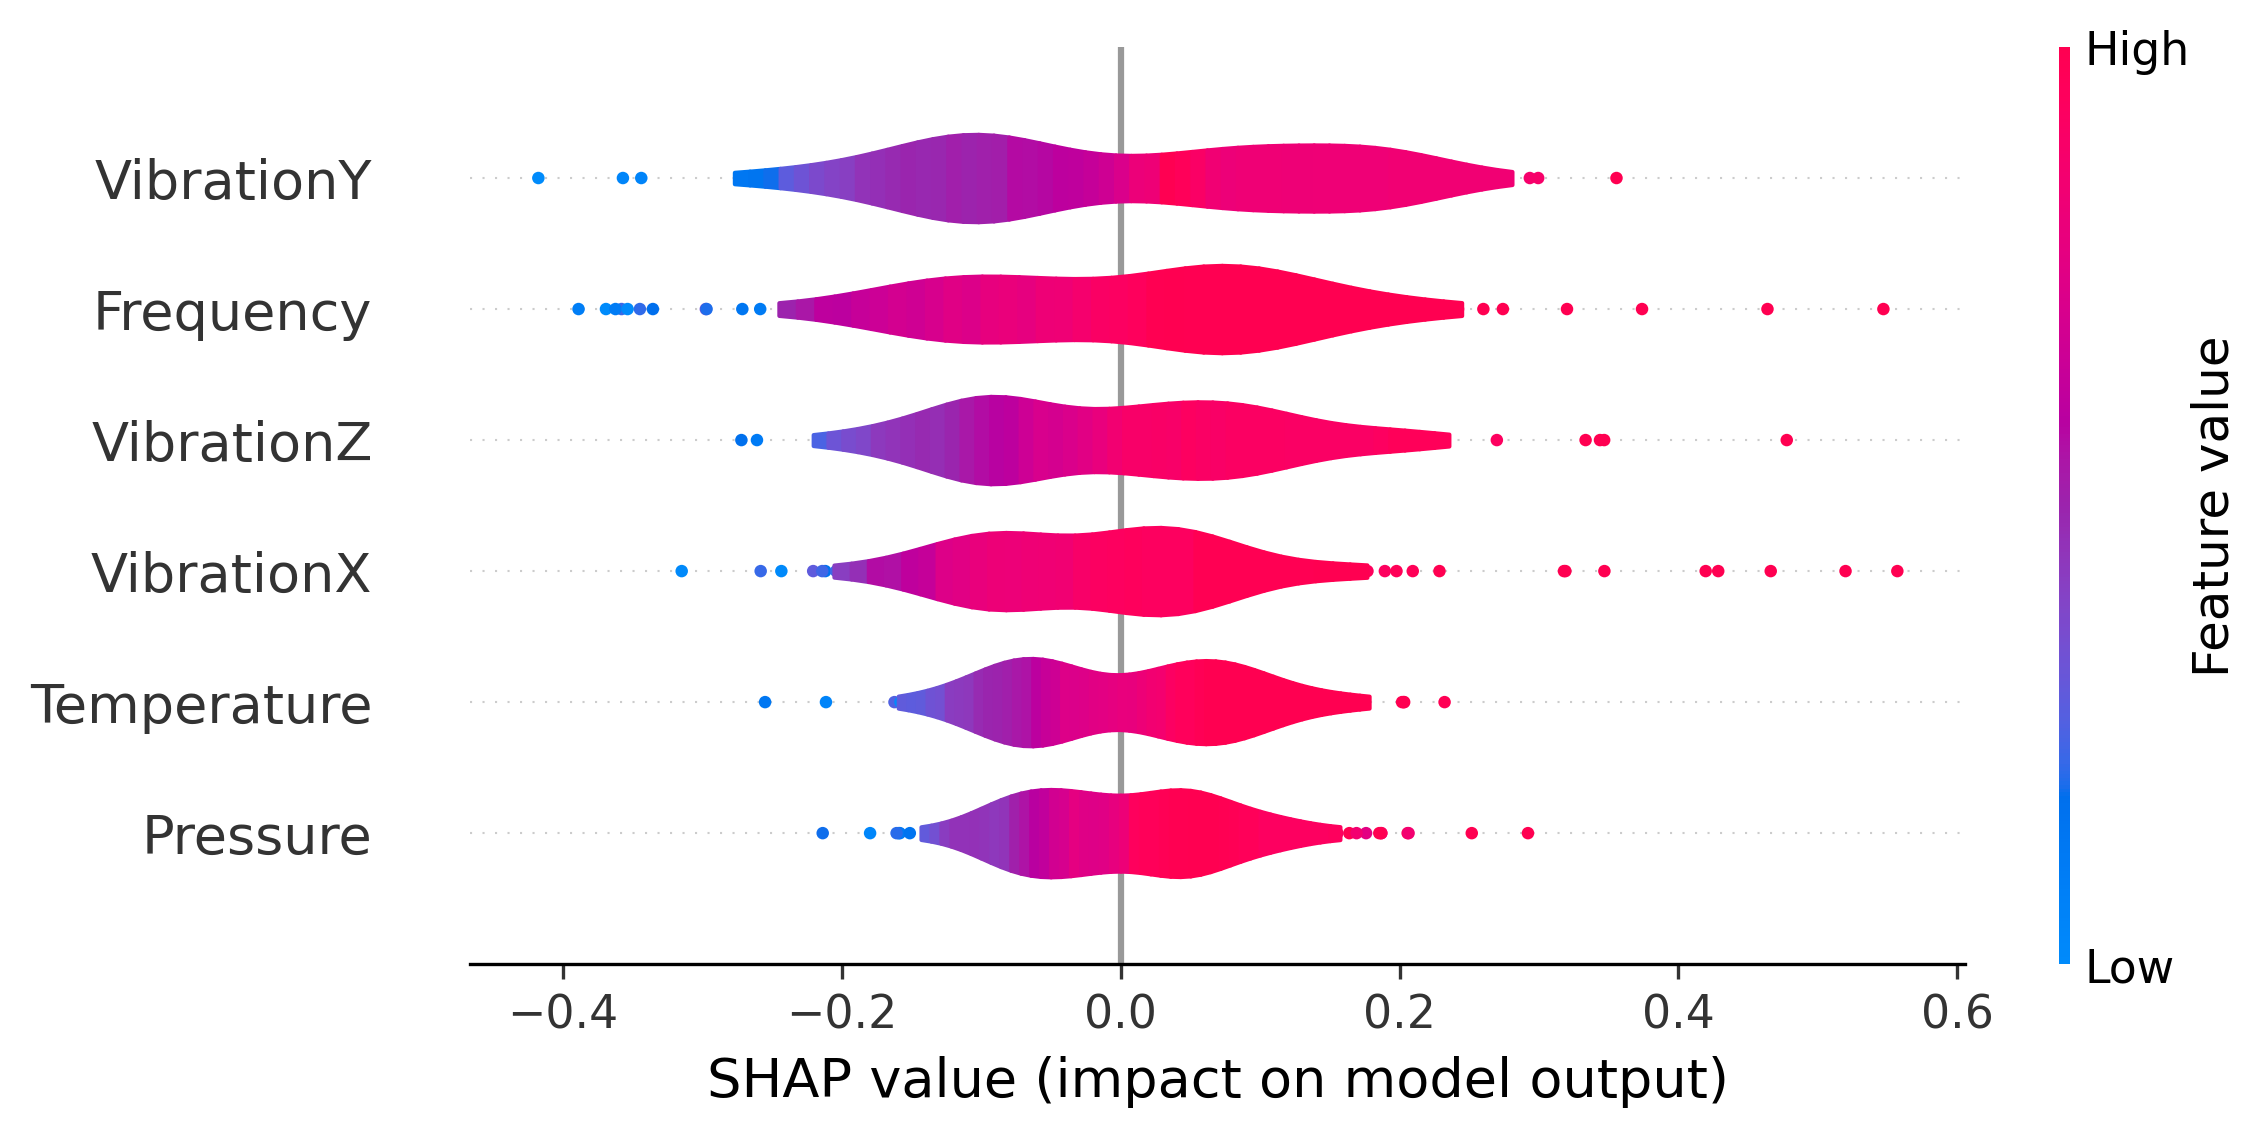 High
VibrationY
Frequency
VibrationZ
VibrationX
Temperature
Pressure
Feature value
Low
−0.4 −0.2 0.0 0.2 0.4 0.6
SHAP value (impact on model output)